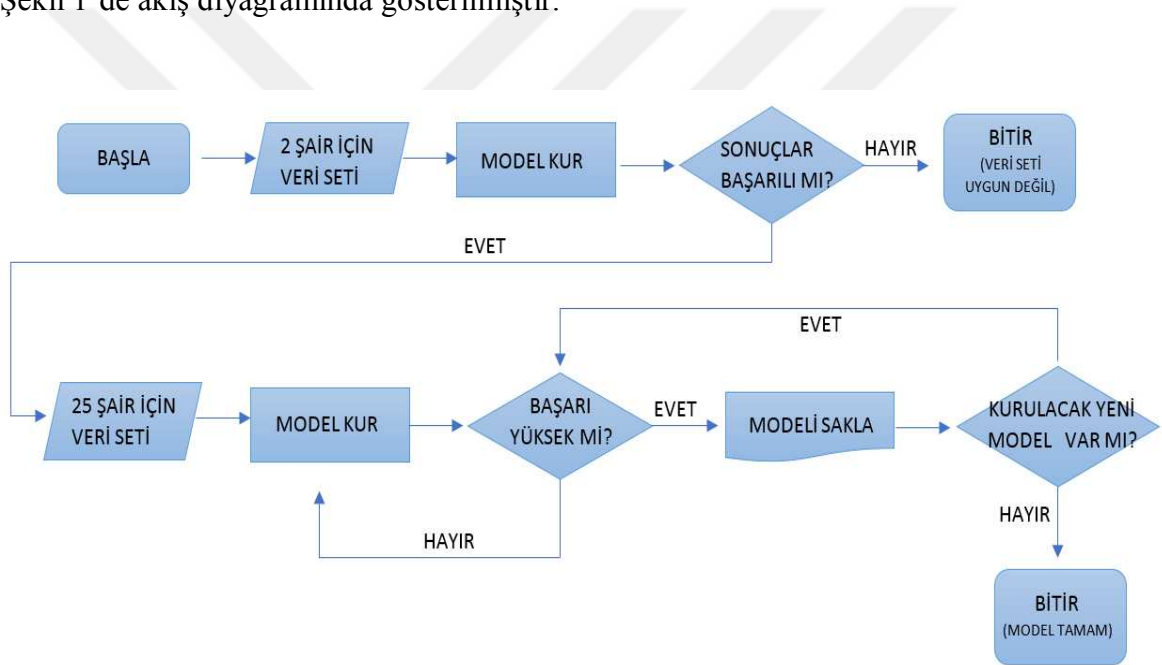 Şekil 1'de akış diyagramında gösterilmiştir.
BAŞLA
2 ŞAİR İÇİN
VERİ SETİ
MODEL KUR
SONUÇLAR
BAŞARILI MI?
HAYIR
BİTİR
(VERİ SETİ
UYGUN DEĞİL)
EVET
EVET
25 ŞAİR İÇİN
VERİ SETİ
MODEL KUR
BAŞARI
YÜKSEK Mİ?
EVET
MODELİ SAKLA
KURULACAK YENİ
MODEL VAR MI?
HAYIR
HAYIR
BİTİR
(MODEL TAMAM)